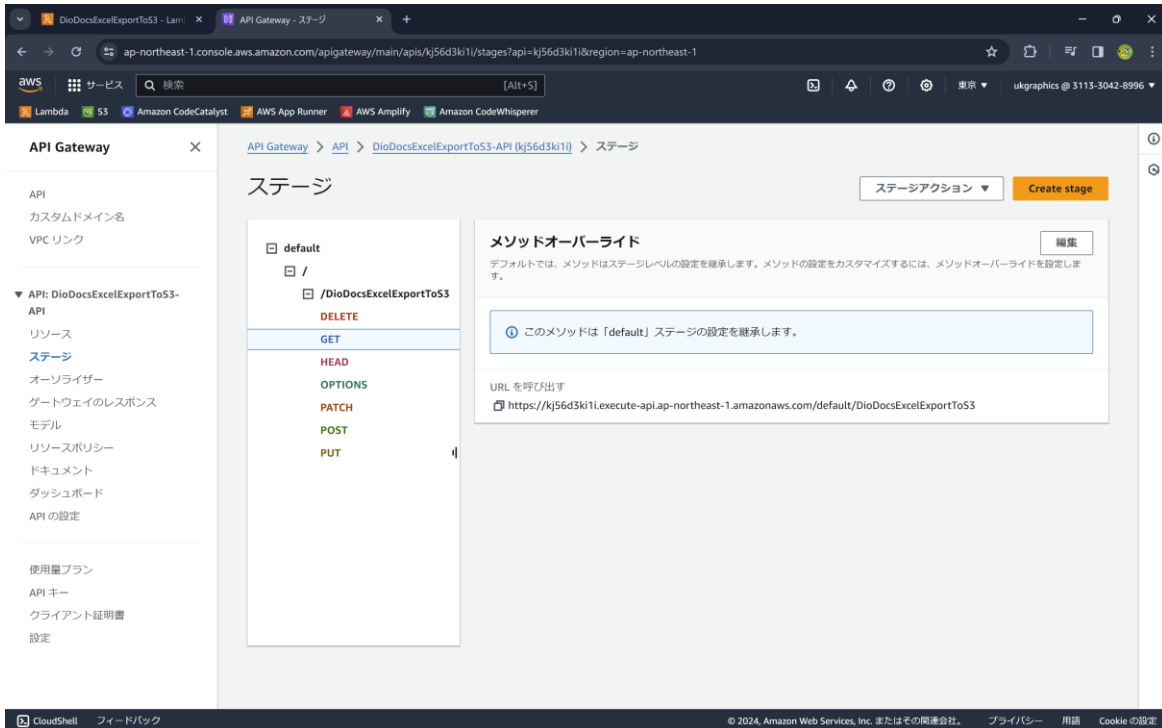 DioDocsExcelExportToS3 - Lam
API Gateway - ステージ
ap-northeast-1.console.aws.amazon.com/apigateway/main/apis/kj56d3ki1i/stages?api=kj56d3ki1i&region=ap-northeast-1
aws
サービス
検索
[Alt+S]
東京 ▼
ukgraphics @ 3113-3042-8996 ▼
Lambda
S3
Amazon CodeCatalyst
AWS App Runner
AWS Amplify
Amazon CodeWhisperer
API Gateway
API
カスタムドメイン名
VPC リンク
▼ API: DioDocsExcelExportToS3-
API
リソース
ステージ
オーソライザー
ゲートウェイのレスポンス
モデル
リソースポリシー
ドキュメント
ダッシュボード
API の設定
使用量プラン
API キー
クライアント証明書
設定
API Gateway > API > DioDocsExcelExportToS3-API (kj56d3ki1i) > ステージ
ステージ
ステージアクション ▼
Create stage
default
/
/DioDocsExcelExportToS3
DELETE
GET
HEAD
OPTIONS
PATCH
POST
PUT
メソッドオーバーライド
編集
デフォルトでは、メソッドはステージレベルの設定を継承します。メソッドの設定をカスタマイズするには、メソッドオーバーライドを設定しま
す。
このメソッドは「default」ステージの設定を継承します。
URL を呼び出す
https://kj56d3ki1i.execute-api.ap-northeast-1.amazonaws.com/default/DioDocsExcelExportToS3
CloudShell
フィードバック
© 2024, Amazon Web Services, Inc. またはその関連会社。
プライバシー
用語
Cookie の設定